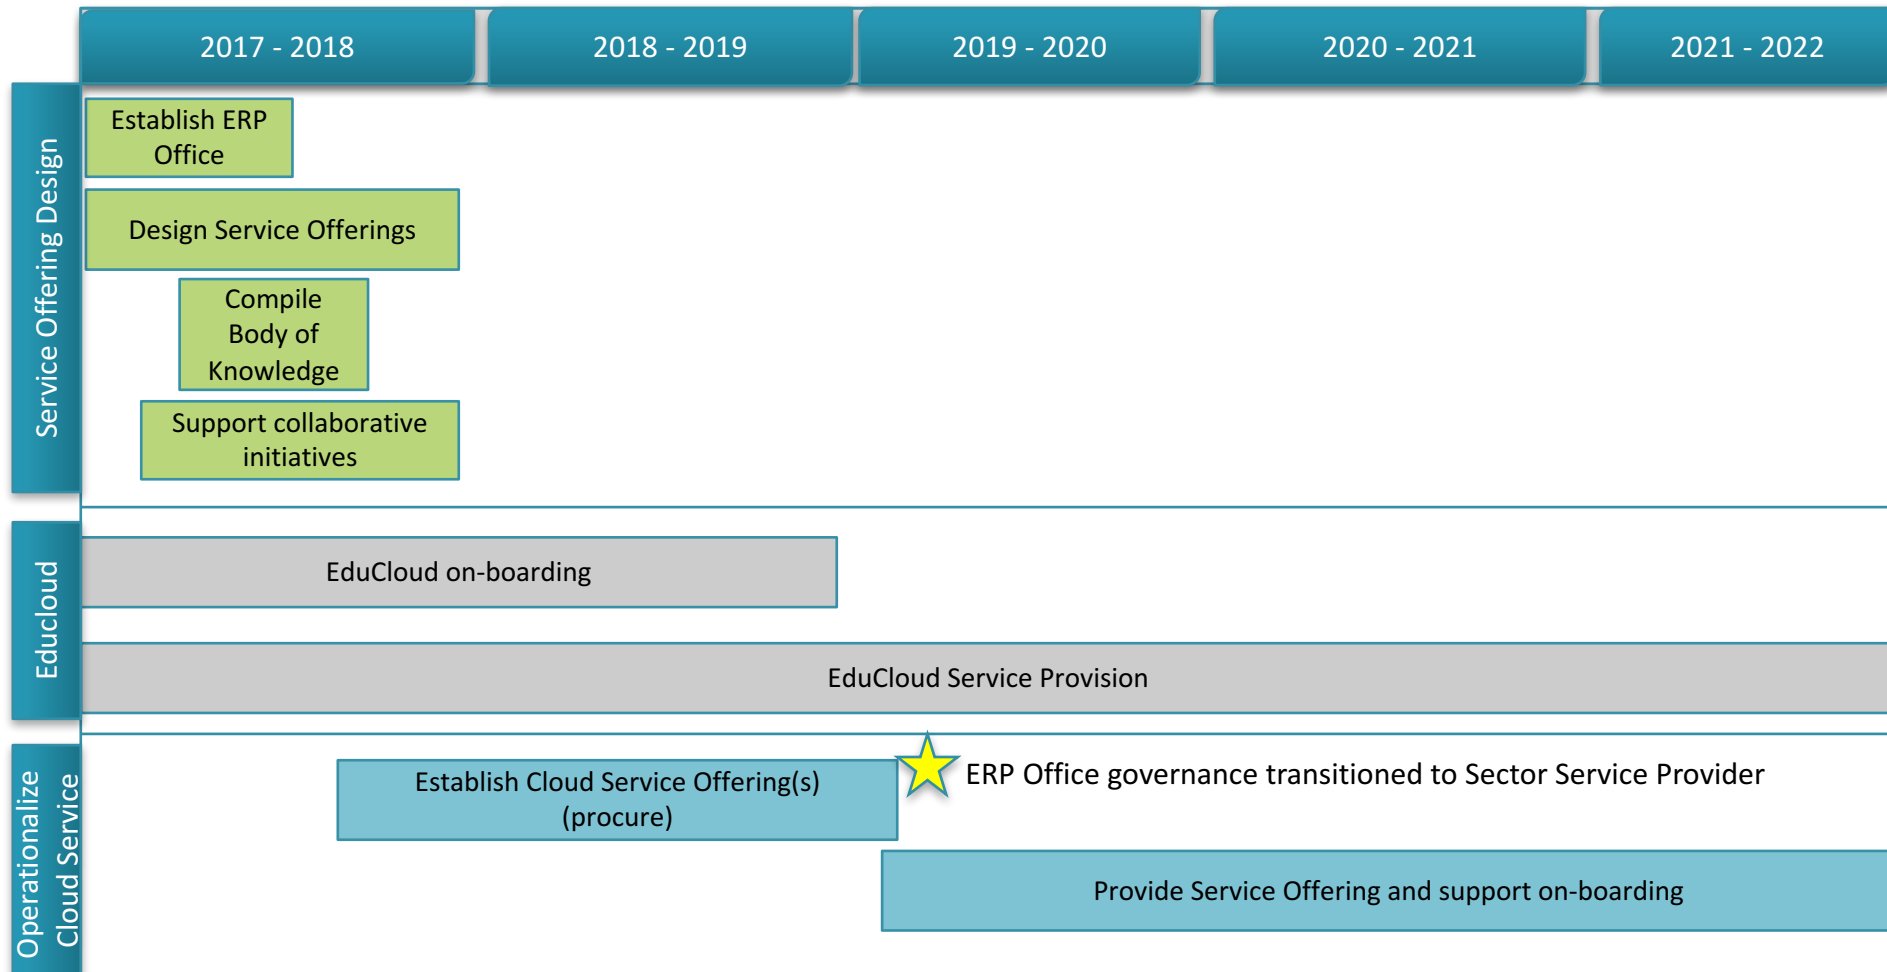 2017 - 2018
2018 - 2019
2019 - 2020
2020 - 2021
2021 - 2022
Service Offering Design
Establish ERP
Office
Design Service Offerings
Compile
Body of
Knowledge
Support collaborative
initiatives
Educloud
EduCloud on-boarding
EduCloud Service Provision
Operationalize
Cloud Service
Establish Cloud Service Offering(s)
(procure)
ERP Office governance transitioned to Sector Service Provider
Provide Service Offering and support on-boarding